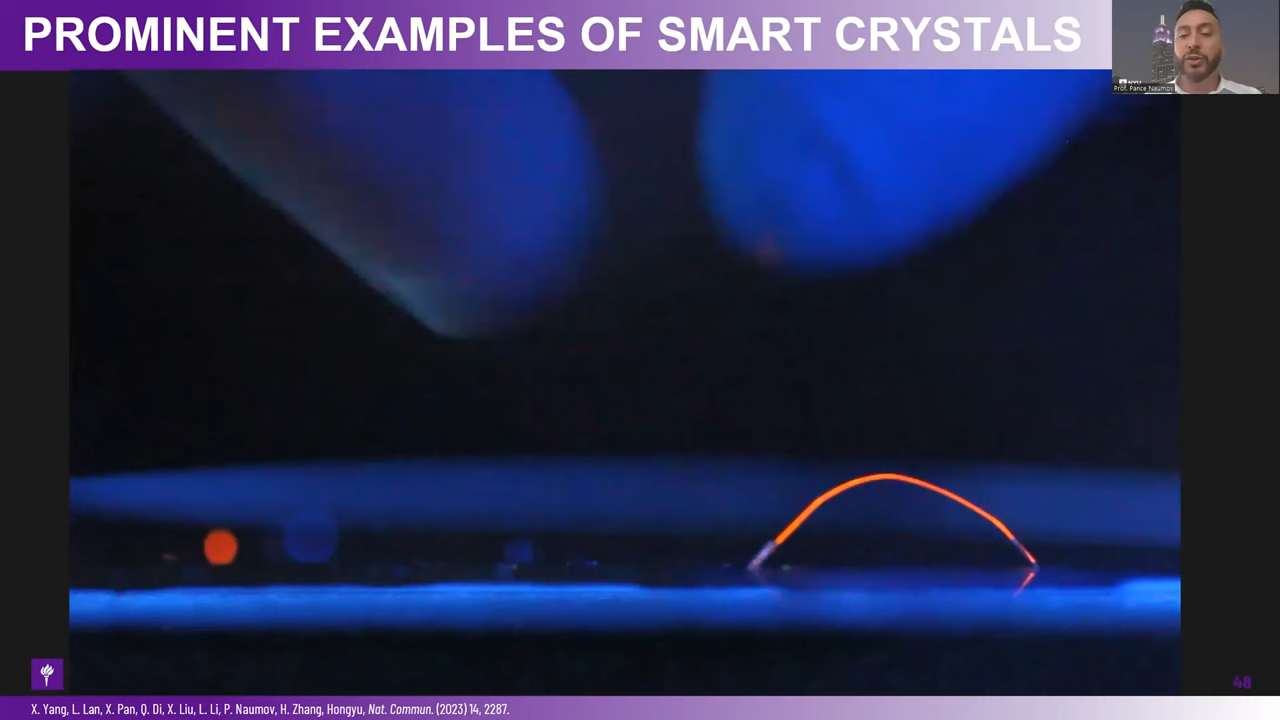 PROMINENT EXAMPLES OF SMART CRYSTALS
NYU
Prof. Pance Naumov
48
X. Yang, L. Lan, X. Pan, Q. Di, X. Liu, L. Li, P. Naumov, H. Zhang, Hongyu, Nat. Commun. (2023) 14, 2287.